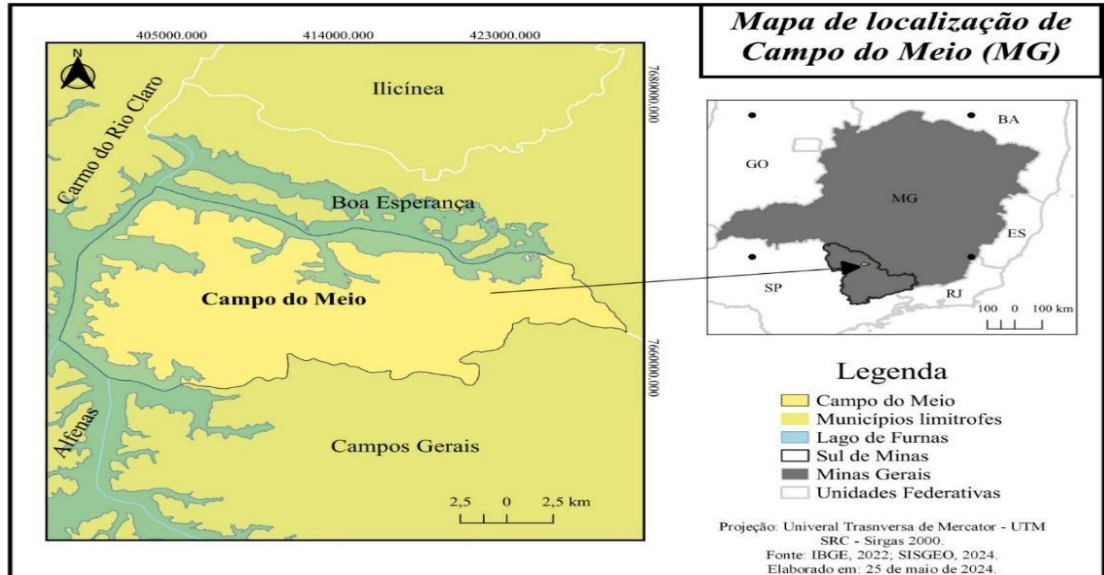 Mapa de localização de
Campo do Meio (MG)
405000.000
414000.000
423000.000
N
7680000.000
7660000.000
Ilicínea
Carmo do Rio Claro
Boa Esperança
Campo do Meio
Alfenas
Campos Gerais
2,5 0 2,5 km
BA
GO
MG
ES
SP
RJ
100 0 100 km
Legenda
Campo do Meio
Municípios limitrofes
Lago de Furnas
Sul de Minas
Minas Gerais
Unidades Federativas
Projeção: Univeral Trasnversa de Mercator - UTM
SRC - Sirgas 2000.
Fonte: IBGE, 2022; SISGEO, 2024.
Elaborado em: 25 de maio de 2024.